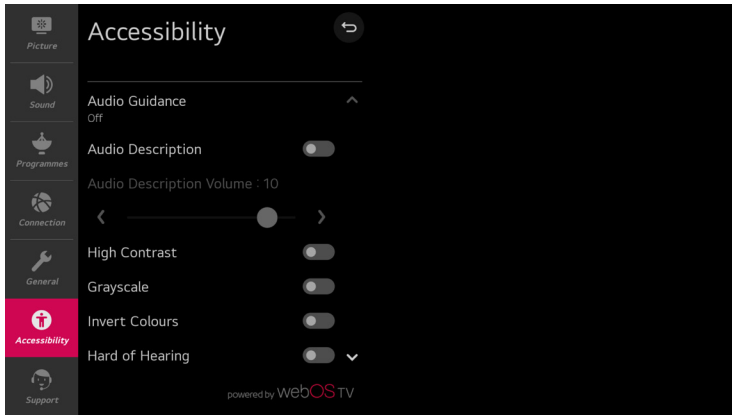 Picture
Sound
Programmes
Connection
General
Accessibility
Support
Accessibility
Audio Guidance
Off
Audio Description
Audio Description Volume : 10
High Contrast
Grayscale
Invert Colours
Hard of Hearing
powered by webOS TV